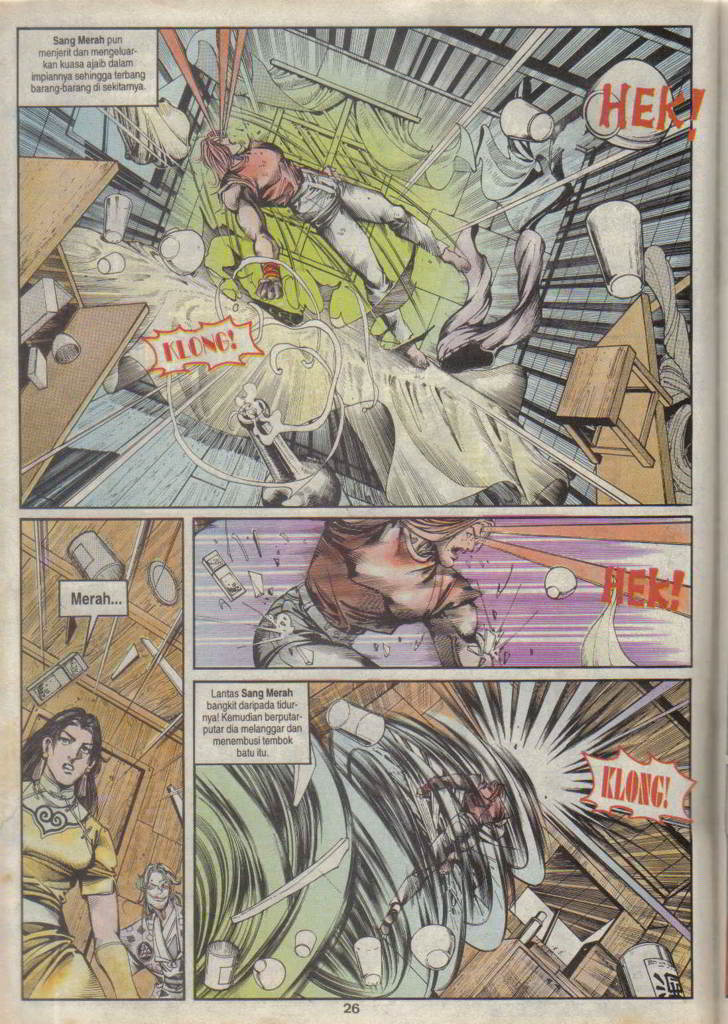 Sang Merah pun
menjerit dan mengeluar-
kan kuasa ajaib dalam
impiannya sehingga terbang
barang-barang di sekitarnya.
HEK!
KLONG!
Merah...
HEK!
Lantas Sang Merah
bangkit daripada tidur-
nya! Kemudian berputar-
putar dia melanggar dan
menembusi tembok
batu itu.
KLONG!
26